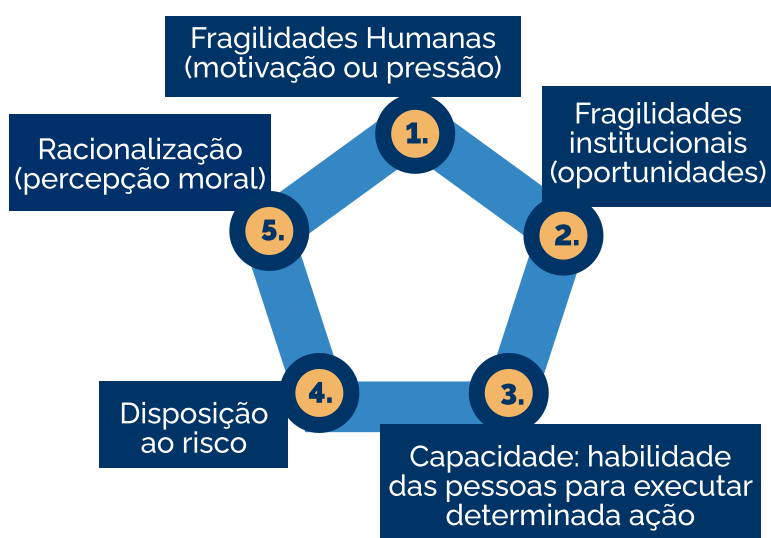 Fragilidades Humanas
(motivação ou pressão)
1.
Fragilidades
institucionais
(oportunidades)
2.
Capacidade: habilidade
das pessoas para executar
determinada ação
3.
Disposição
ao risco
4.
Racionalização
(percepção moral)
5.